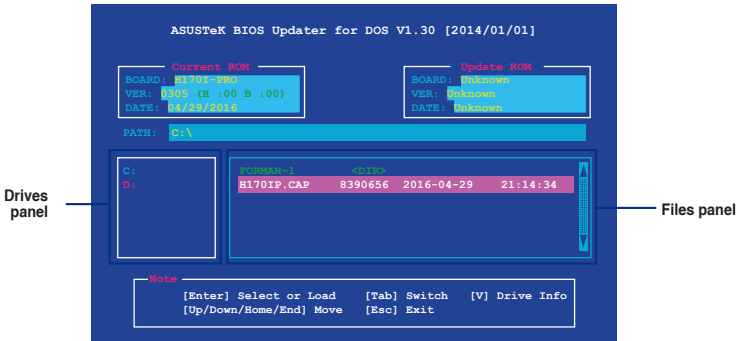 ASUSTeK BIOS Updater for DOS V1.30 [2014/01/01]
Current ROM
BOARD: H170I-PRO
VER: 0305 (H :00 B :00)
DATE: 04/29/2016
Update ROM
BOARD: Unknown
VER: Unknown
DATE: Unknown
PATH: C:\
C:
D:
FORMAN~1 <DIR>
H170IP.CAP 8390656 2016-04-29 21:14:34
Drives
panel
Files panel
Note
[Enter] Select or Load [Tab] Switch [V] Drive Info
[Up/Down/Home/End] Move [Esc] Exit